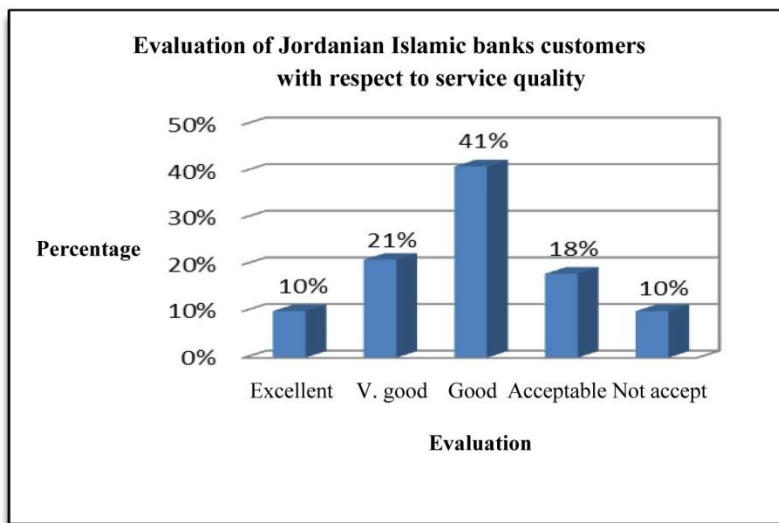 Evaluation of Jordanian Islamic banks customers
with respect to service quality
50%
40%
30%
20%
10%
0%
Percentage
10%
21%
41%
18%
10%
Excellent V. good Good Acceptable Not accept
Evaluation